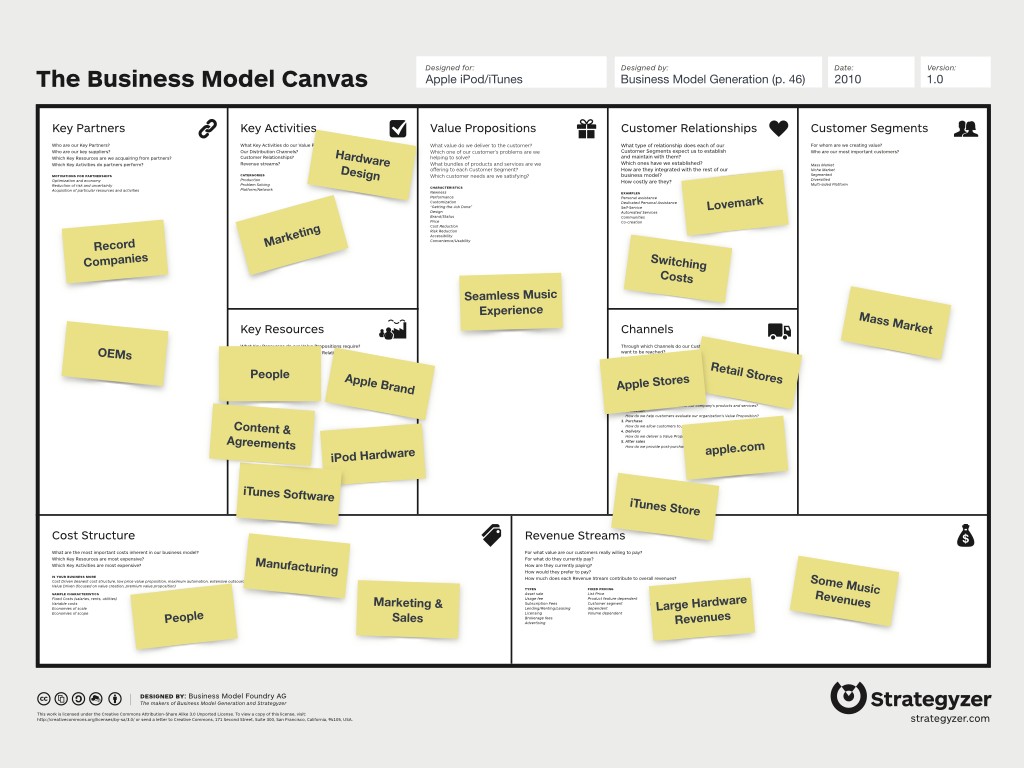 The Business Model Canvas
Designed for:
Apple iPod/iTunes
Designed by:
Business Model Generation (p. 46)
Date:
2010
Version:
1.0
Key Partners
Who are our Key Partners?
Who are our key suppliers?
Which Key Resources are we acquairing from partners?
Which Key Activities do partners perform?
MOTIVATIONS FOR PARTNERSHIPS
Optimization and economy
Reduction of risk and uncertainty
Acquisition of particular resources and activities
Record
Companies
OEMs
Key Activities
What Key Activities do our Value
Our Distribution Channels?
Customer Relationships?
Revenue streams?
CATEGORIES
Production
Problem Solving
Platform/Network
Hardware
Design
Marketing
Key Resources
What Key Resources do our Value Propositions require?
People
Apple Brand
Content &
Agreements
iPod Hardware
iTunes Software
Value Propositions
What value do we deliver to the customer?
Which one of our customer's problems are we
helping to solve?
What bundles of products and services are we
offering to each Customer Segment?
Which customer needs are we satisfying?
CHARACTERISTICS
Newness
Performance
Customization
"Getting the Job Done"
Design
Brand/Status
Price
Cost Reduction
Risk Reduction
Accessibility
Convenience/Usability
Seamless Music
Experience
Customer Relationships
What type of relationship does each of our
Customer Segments expect us to establish
and maintain with them?
Which ones have we established?
How are they integrated with the rest of our
business model?
How costly are they?
EXAMPLES
Personal assistance
Dedicated Personal Assistance
Self-Service
Automated Services
Communities
Co-creation
Lovemark
Switching
Costs
Channels
Through which Channels do our
want to be reached?
company's products and services?
How do we help customers evaluate our organization's Value Proposition?
3. Purchase
How do we allow customers to
4. Delivery
How do we deliver a Value
5. After sales
How do we provide
Apple Stores
Retail Stores
apple.com
iTunes Store
Customer Segments
For whom are we creating value?
Who are our most important customers?
Mass Market
Niche Market
Segmented
Diversified
Multi-sided Platform
Mass Market
Cost Structure
What are the most important costs inherent in our business model?
Which Key Resources are most expensive?
Which Key Activities are most expensive?
IS YOUR BUSINESS MORE
Cost Driven (leanest cost structure, low price value proposition, maximum automation, extensive
Value Driven (focused on value creation, premium value proposition)
SAMPLE CHARACTERISTICS
Fixed Costs (salaries, rents, utilities)
Variable costs
Economies of scale
Economies of scope
Manufacturing
People
Marketing &
Sales
Revenue Streams
For what value are our customers really willing to pay?
For what do they currently pay?
How are they currently paying?
How would they prefer to pay?
How much does each Revenue Stream contribute to overall revenues?
TYPES
Asset sale
Usage fee
Subscription Fees
Lending/Renting/Leasing
Licensing
Brokerage fees
Advertising
FIXED PRICING
List Price
Product feature dependent
Customer segment
dependent
Volume dependent
Large Hardware
Revenues
Some Music
Revenues
$
cc
DESIGNED BY: Business Model Foundry AG
The makers of Business Model Generation and Strategyzer
This work is licensed under the Creative Commons Attribution-Share Alike 3.0 Unported License. To view a copy of this license, visit:
http://creativecommons.org/licenses/by-sa/3.0/ or send a letter to Creative Commons, 171 Second Street, Suite 300, San Francisco, California, 94105, USA.
Strategyzer
strategyzer.com